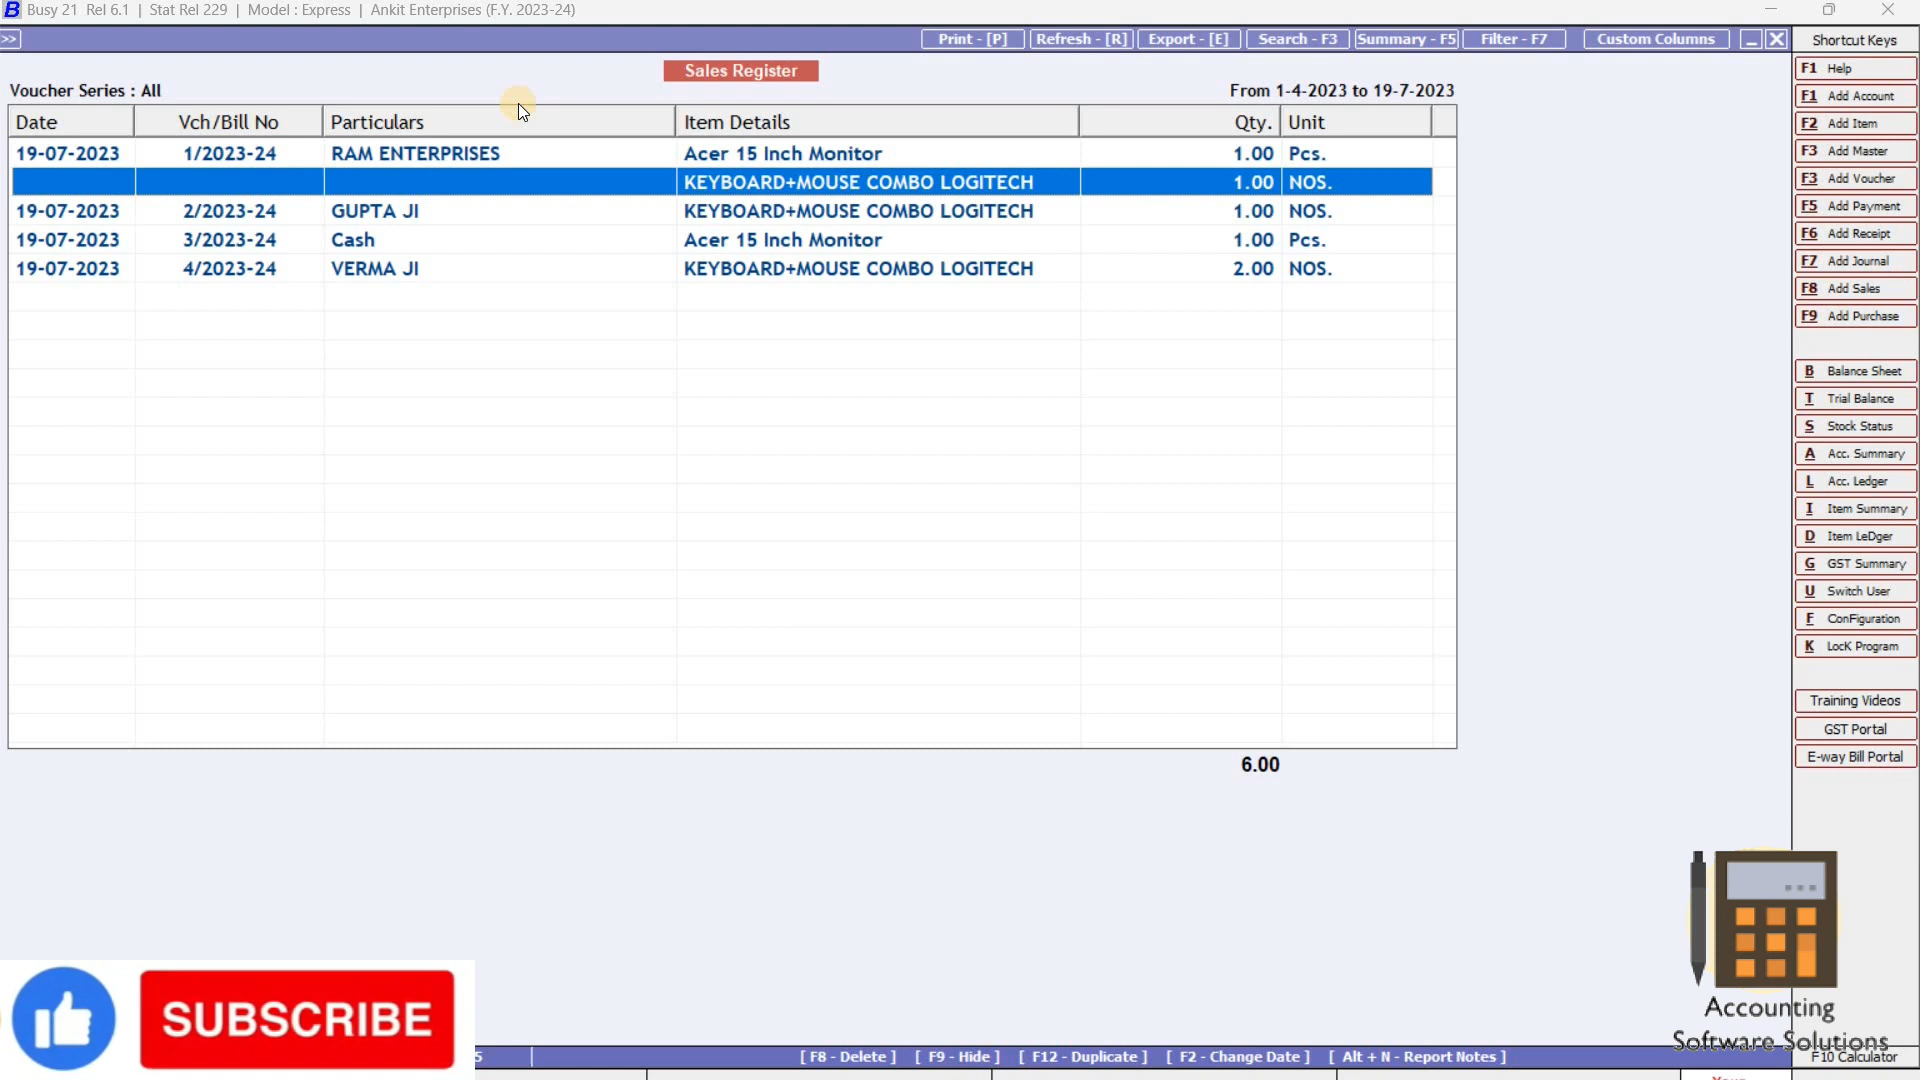 Busy 21 Rel 6.1 | Stat Rel 229 | Model : Express | Ankit Enterprises (F.Y. 2023-24)
>> Print - [P] Refresh - [R] Export - [E] Search - F3 Summary - F5 Filter - F7 Custom Columns Shortcut Keys
Sales Register
Voucher Series : All From 1-4-2023 to 19-7-2023
Date Vch/Bill No Particulars Item Details Qty. Unit
19-07-2023 1/2023-24 RAM ENTERPRISES Acer 15 Inch Monitor 1.00 Pcs.
KEYBOARD+MOUSE COMBO LOGITECH 1.00 NOS.
19-07-2023 2/2023-24 GUPTA JI KEYBOARD+MOUSE COMBO LOGITECH 1.00 NOS.
19-07-2023 3/2023-24 Cash Acer 15 Inch Monitor 1.00 Pcs.
19-07-2023 4/2023-24 VERMA JI KEYBOARD+MOUSE COMBO LOGITECH 2.00 NOS.
6.00
F1 Help
F1 Add Account
F2 Add Item
F3 Add Master
F3 Add Voucher
F5 Add Payment
F6 Add Receipt
F7 Add Journal
F8 Add Sales
F9 Add Purchase
B Balance Sheet
T Trial Balance
S Stock Status
A Acc. Summary
L Acc. Ledger
I Item Summary
D Item LeDger
G GST Summary
U Switch User
F ConFiguration
K LocK Program
Training Videos
GST Portal
E-way Bill Portal
Accounting
Software Solutions
SUBSCRIBE
5 [ F8 - Delete ] [ F9 - Hide ] [ F12 - Duplicate ] [ F2 - Change Date ] [ Alt + N - Report Notes ] F10 Calculator